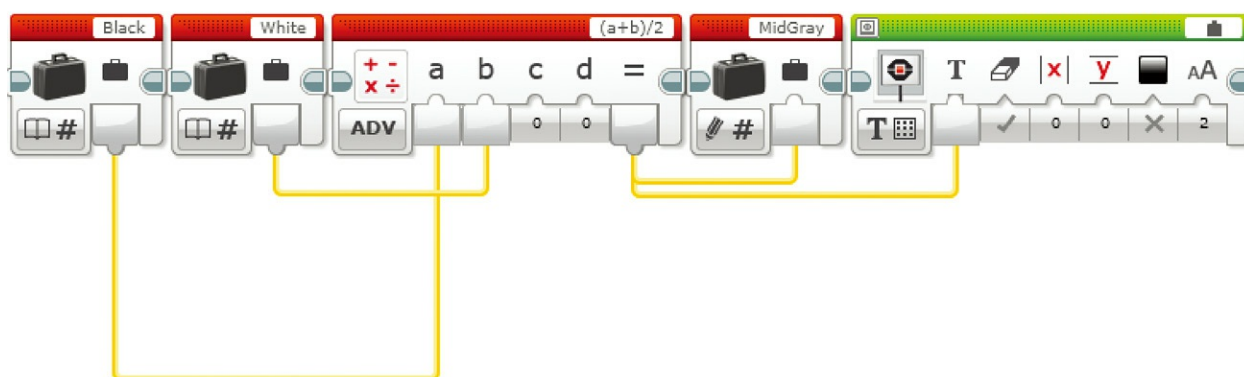 Black
White
(a+b)/2
MidGray
+ - × ÷
a b c d =
T |x| y AA
#
#
ADV
0 0
#
T
0 0
2